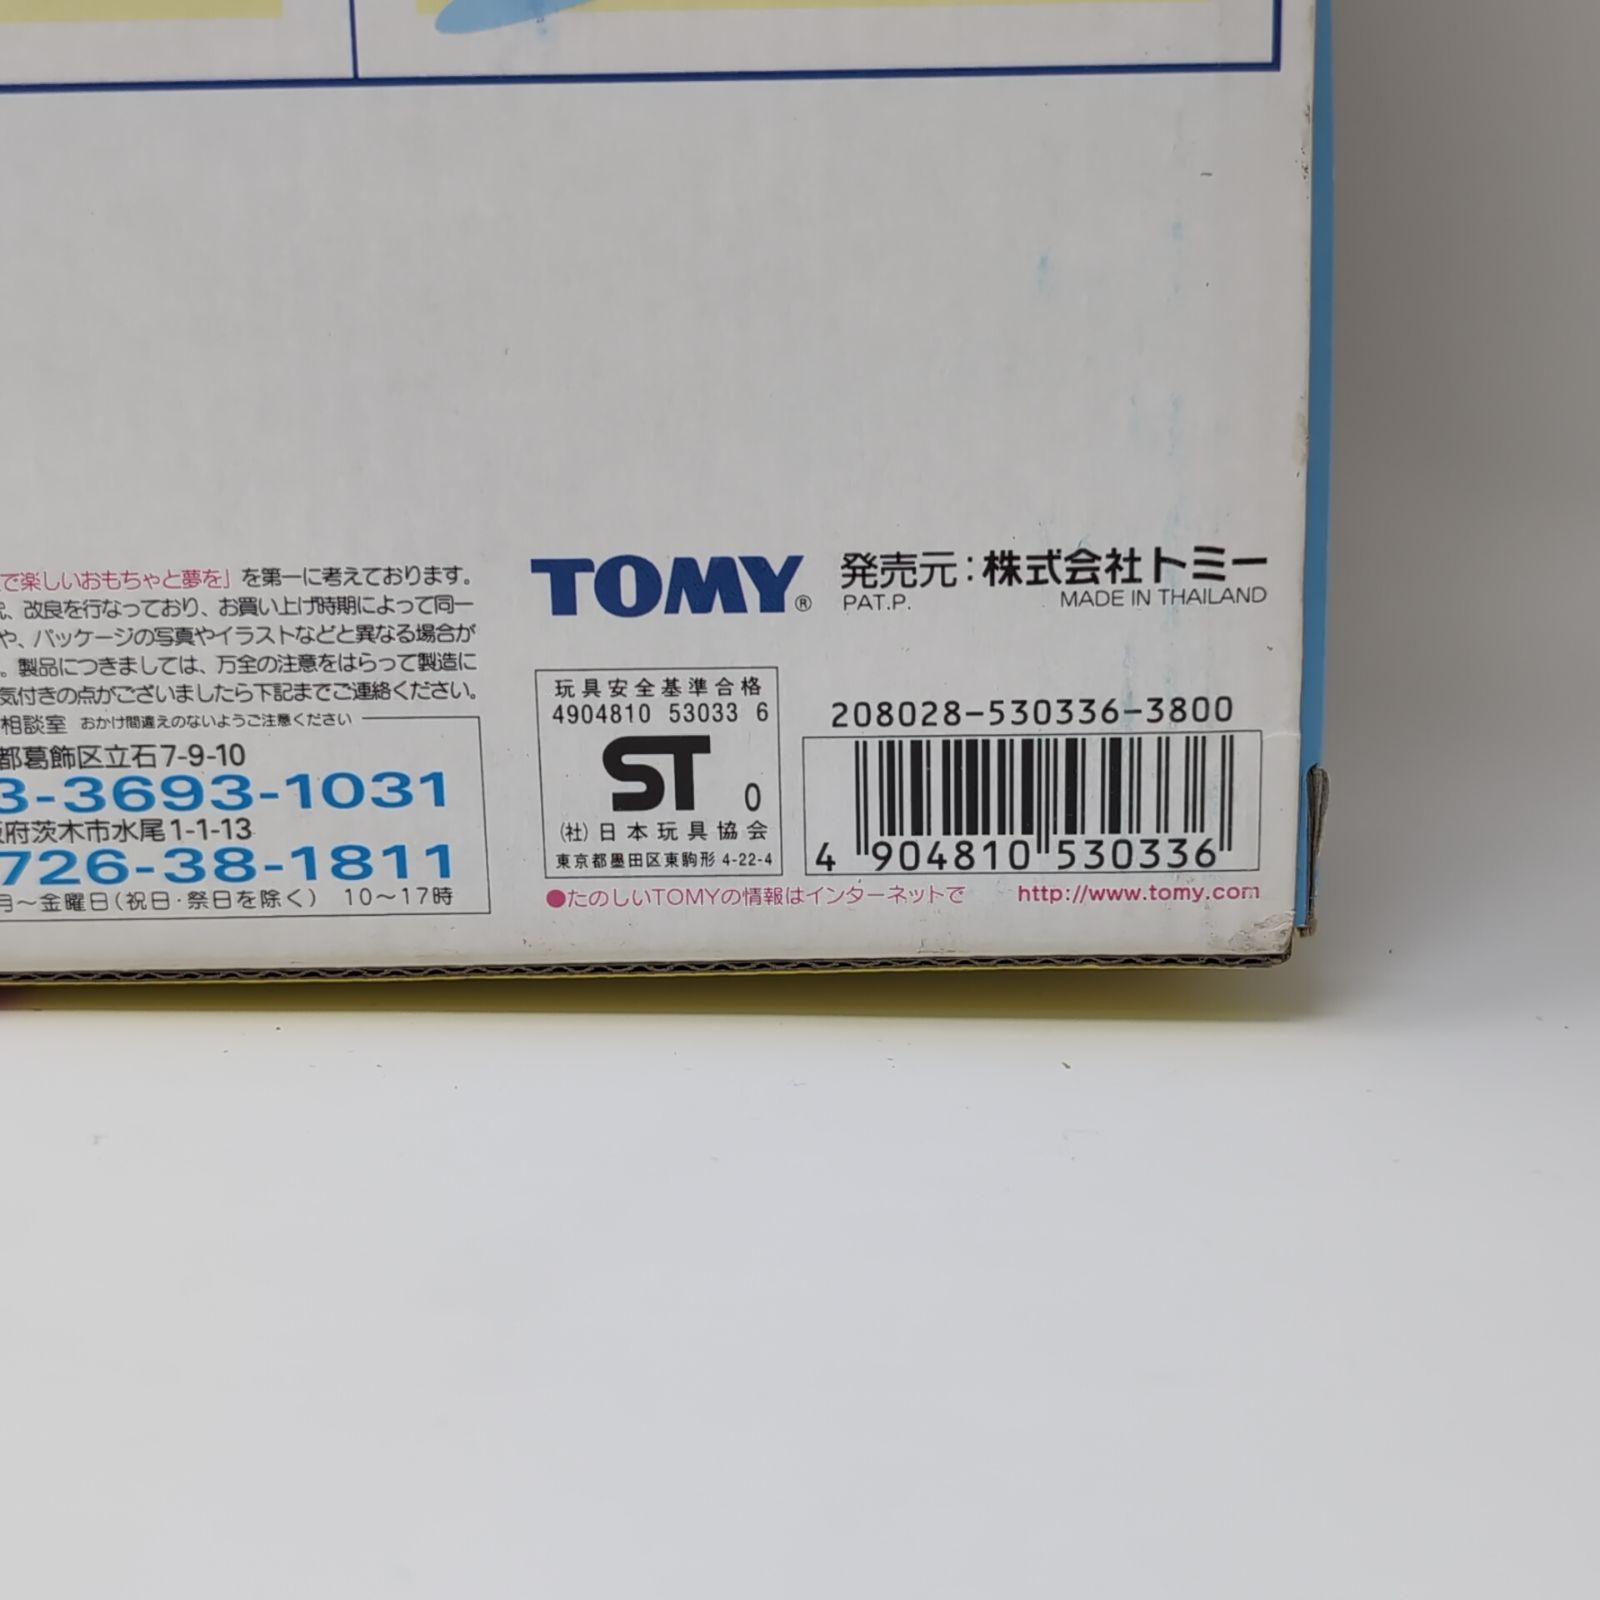 で楽しいおもちゃと夢を」を第一に考えております。
、改良を行なっており、お買い上げ時期によって同一
や、パッケージの写真やイラストなどと異なる場合が
。製品につきましては、万全の注意をはらって製造に
気付きの点がございましたら下記までご連絡ください。
相談室 おかけ間違えのないようご注意ください
都葛飾区立石7-9-10
3-3693-1031
府茨木市水尾1-1-13
726-38-1811
月～金曜日(祝日・祭日を除く) 10～17時
TOMY® 発売元:株式会社トミー
PAT.P. MADE IN THAILAND
玩具安全基準合格
4904810 53033 6
ST 0
(社)日本玩具協会
東京都墨田区東駒形 4-22-4
208028-530336-3800
4 904810 530336
●たのしいTOMYの情報はインターネットで http://www.tomy.com